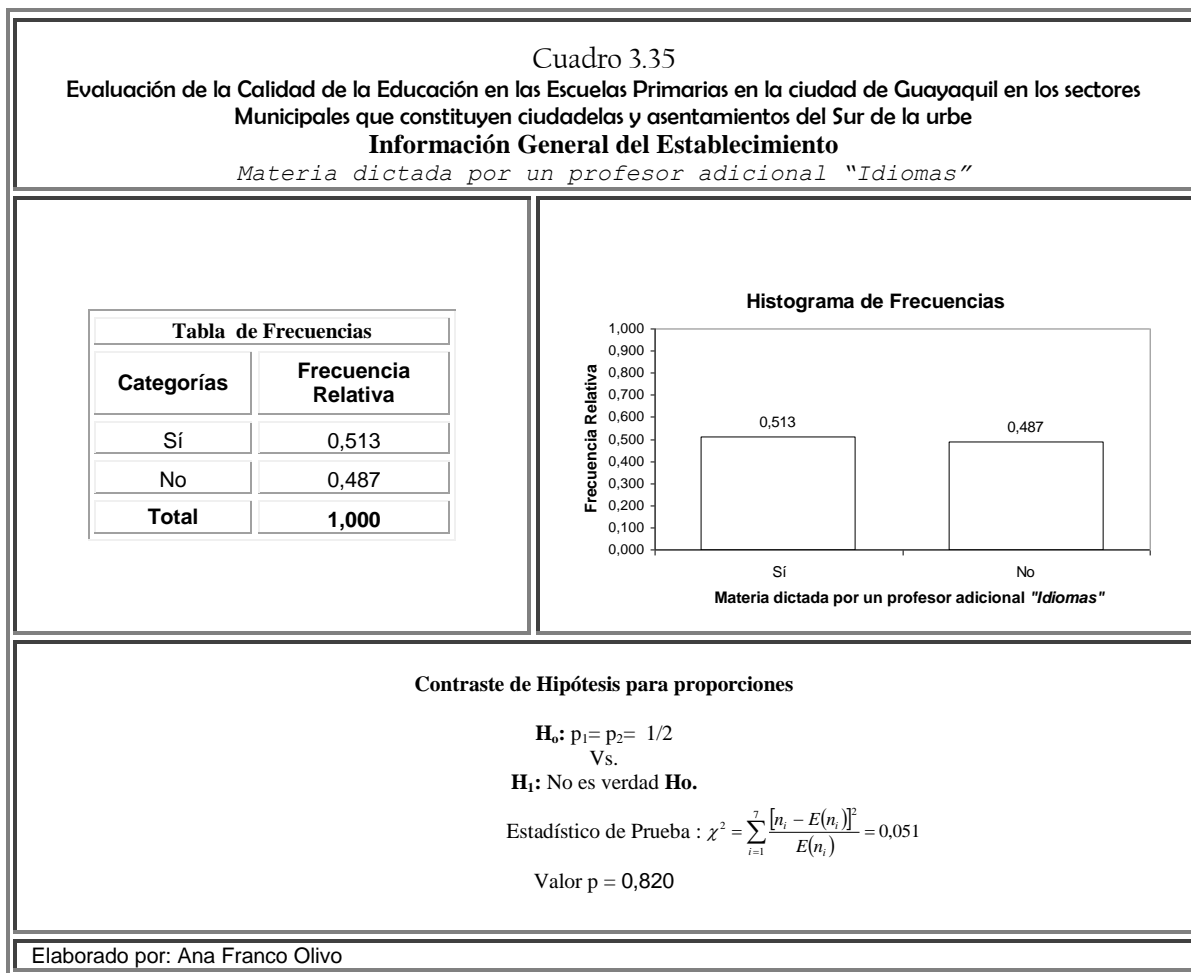 Cuadro 3.35
Evaluación de la Calidad de la Educación en las Escuelas Primarias en la ciudad de Guayaquil en los sectores
Municipales que constituyen ciudadelas y asentamientos del Sur de la urbe
Información General del Establecimiento
Materia dictada por un profesor adicional “Idiomas”
Tabla de Frecuencias
Categorías Frecuencia Relativa
Sí 0,513
No 0,487
Total 1,000
Histograma de Frecuencias
Frecuencia Relativa
1,000
0,900
0,800
0,700
0,600
0,500
0,400
0,300
0,200
0,100
0,000
0,513 0,487
Sí No
Materia dictada por un profesor adicional "Idiomas"
Contraste de Hipótesis para proporciones
Ho: p1= p2= 1/2
Vs.
H1: No es verdad Ho.
Estadístico de Prueba : χ² = ∑_{i=1}^{7} [n_i − E(n_i)]² / E(n_i) = 0,051
Valor p = 0,820
Elaborado por: Ana Franco Olivo